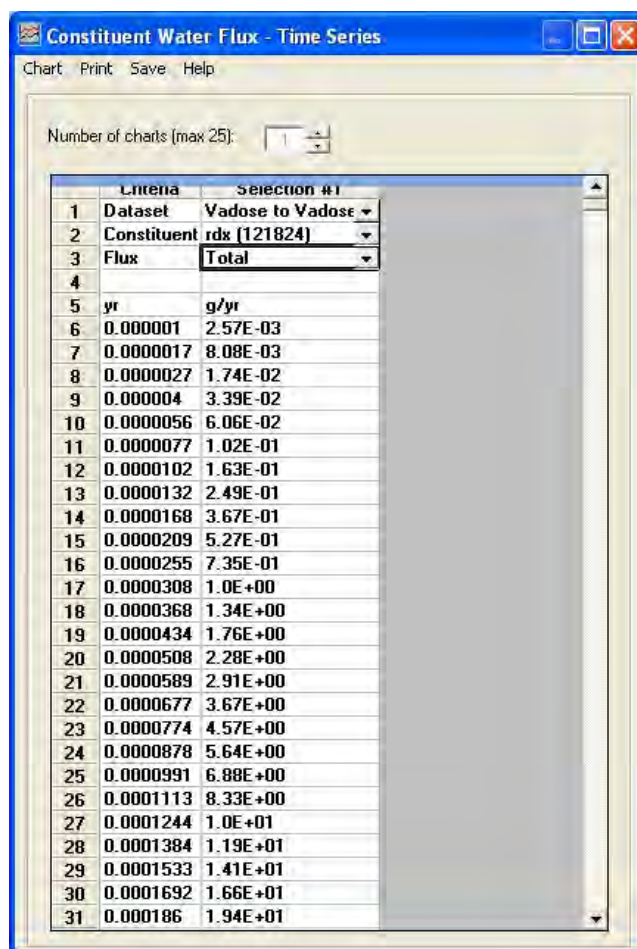 Constituent Water Flux - Time Series
Chart Print Save Help
Number of charts (max 25): 1
Criteria Selection #1
1 Dataset Vadose to Vadose
2 Constituent rdx (121824)
3 Flux Total
4
5 yr g/yr
6 0.000001 2.57E-03
7 0.0000017 8.08E-03
8 0.0000027 1.74E-02
9 0.000004 3.39E-02
10 0.0000056 6.06E-02
11 0.0000077 1.02E-01
12 0.0000102 1.63E-01
13 0.0000132 2.49E-01
14 0.0000168 3.67E-01
15 0.0000209 5.27E-01
16 0.0000255 7.35E-01
17 0.0000308 1.0E+00
18 0.0000368 1.34E+00
19 0.0000434 1.76E+00
20 0.0000508 2.28E+00
21 0.0000589 2.91E+00
22 0.0000677 3.67E+00
23 0.0000774 4.57E+00
24 0.0000878 5.64E+00
25 0.0000991 6.88E+00
26 0.0001113 8.33E+00
27 0.0001244 1.0E+01
28 0.0001384 1.19E+01
29 0.0001533 1.41E+01
30 0.0001692 1.66E+01
31 0.000186 1.94E+01